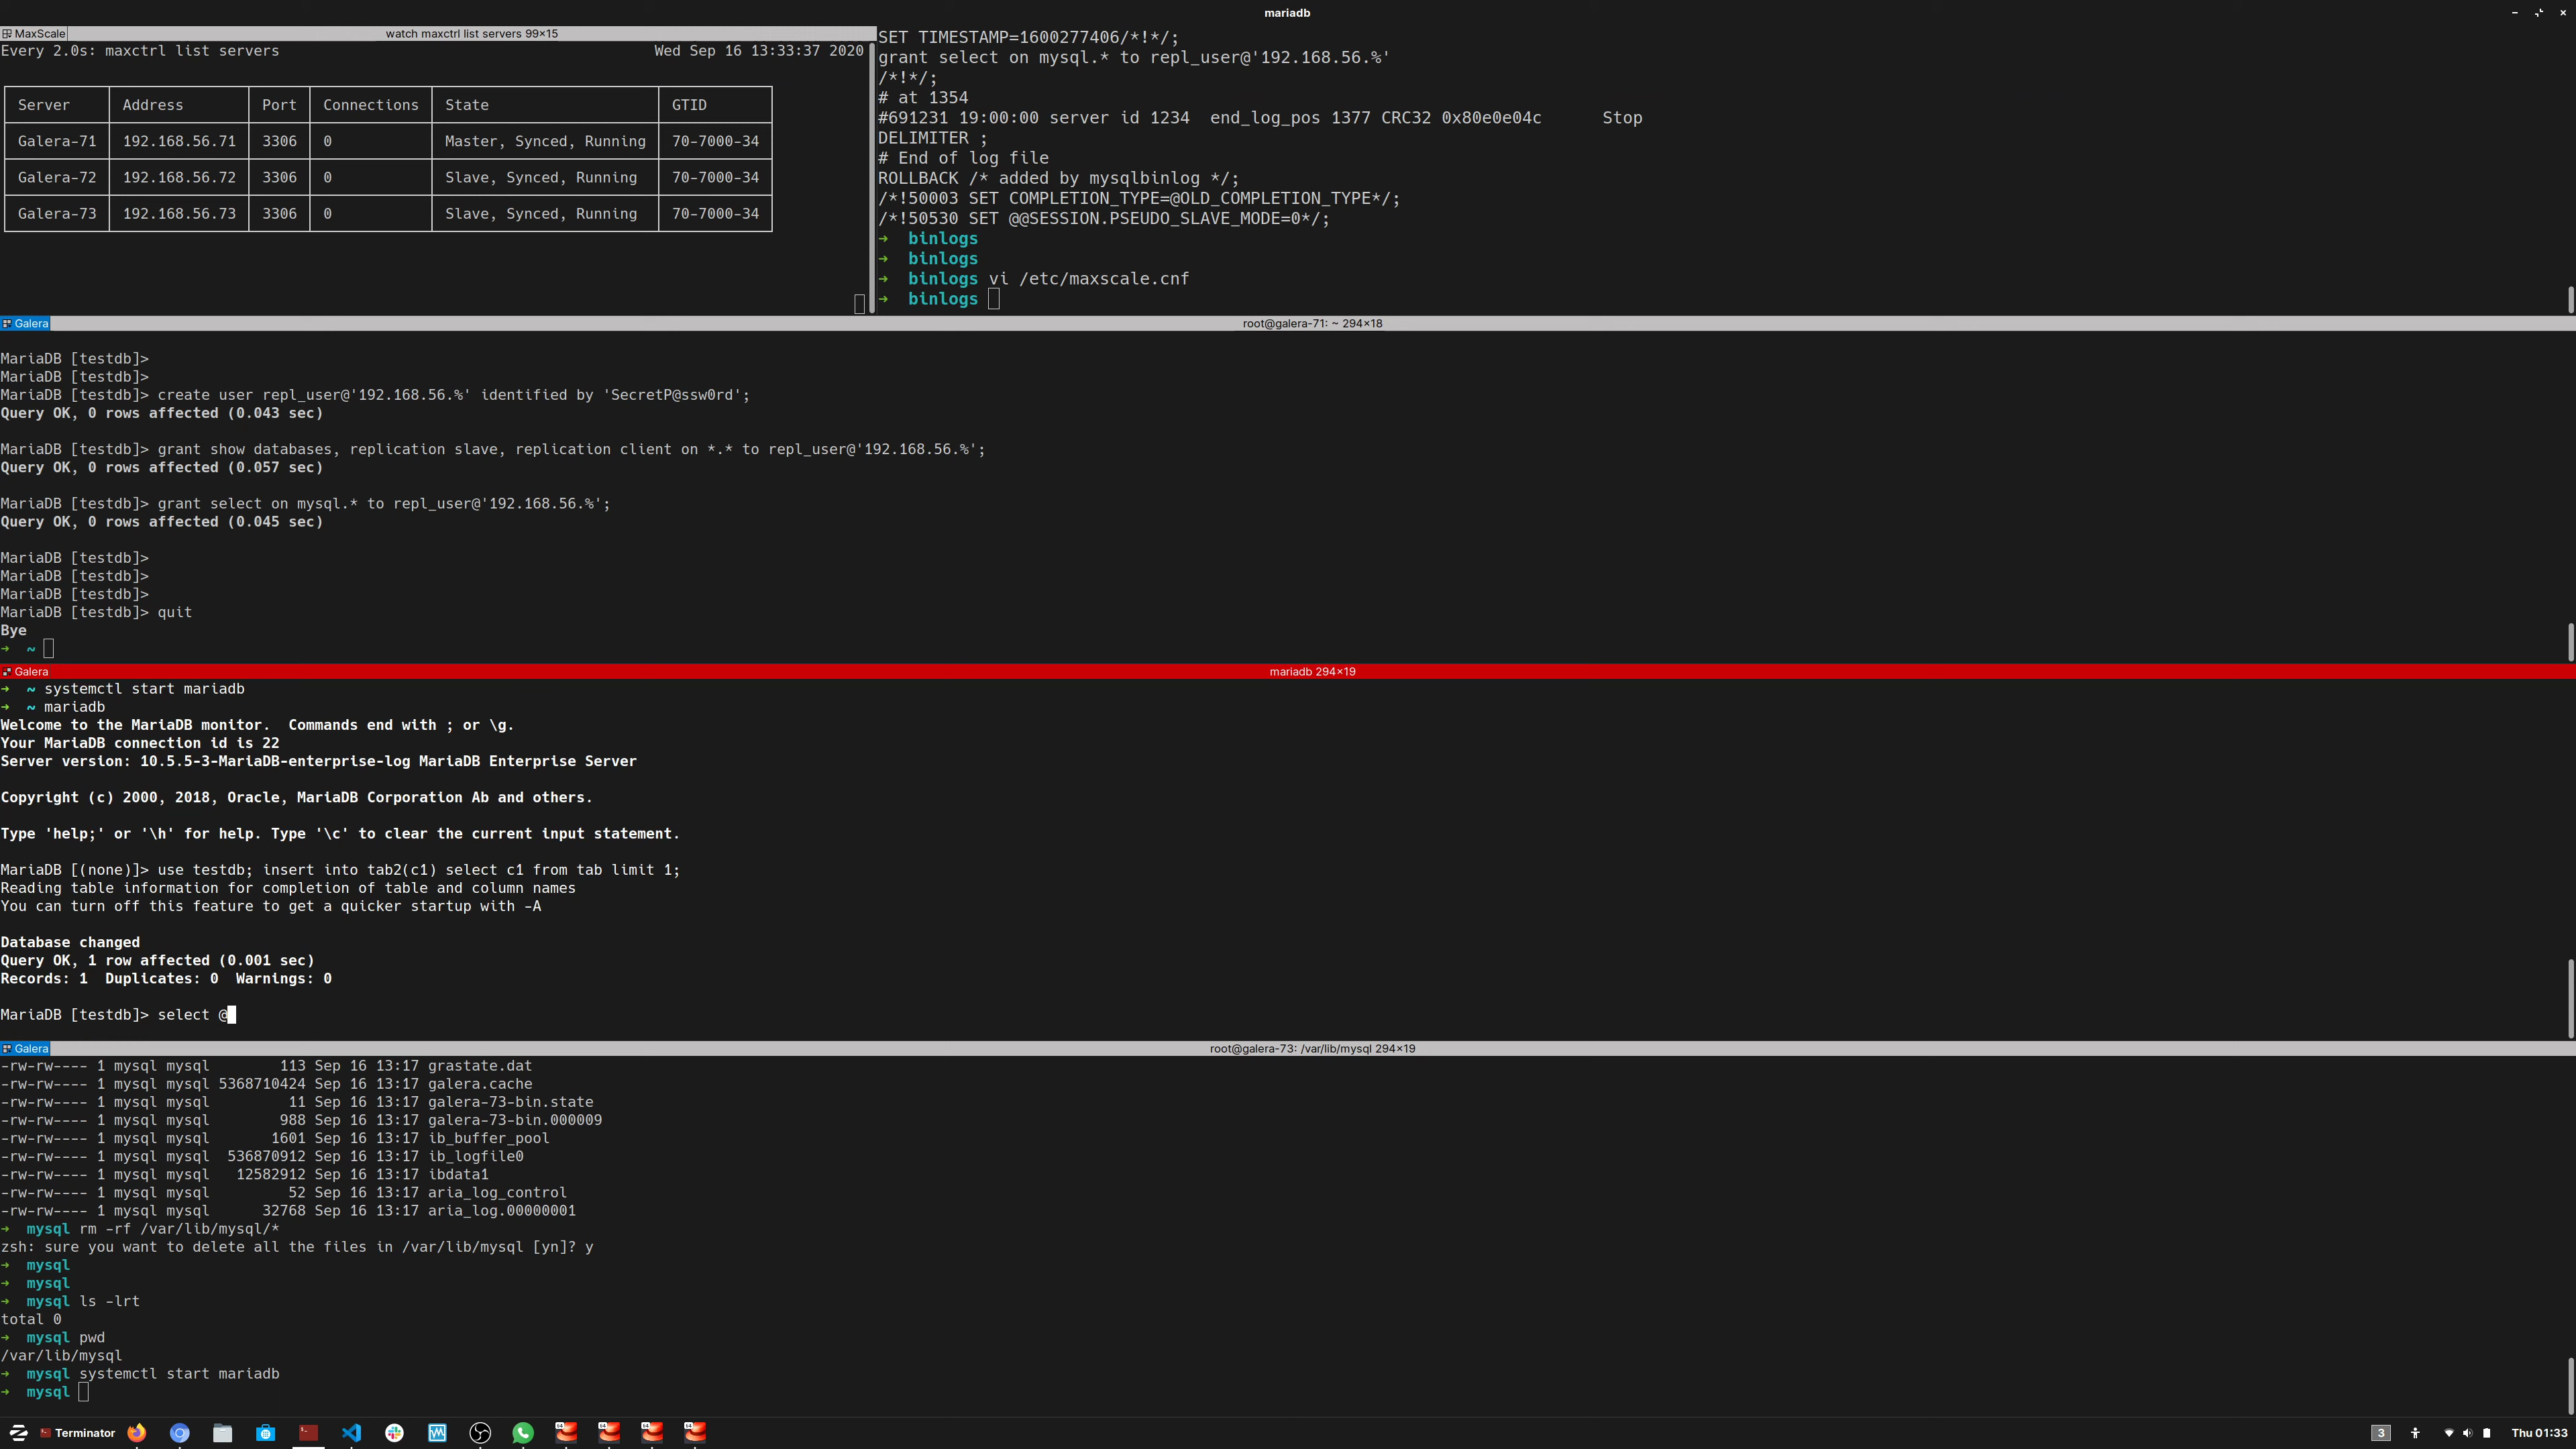 mariadb
MaxScale watch maxctrl list servers 99×15
Every 2.0s: maxctrl list servers Wed Sep 16 13:33:37 2020
Server Address Port Connections State GTID
Galera-71 192.168.56.71 3306 0 Master, Synced, Running 70-7000-34
Galera-72 192.168.56.72 3306 0 Slave, Synced, Running 70-7000-34
Galera-73 192.168.56.73 3306 0 Slave, Synced, Running 70-7000-34
SET TIMESTAMP=1600277406/*!*/;
grant select on mysql.* to repl_user@'192.168.56.%'
/*!*/;
# at 1354
#691231 19:00:00 server id 1234  end_log_pos 1377 CRC32 0x80e0e04c      Stop
DELIMITER ;
# End of log file
ROLLBACK /* added by mysqlbinlog */;
/*!50003 SET COMPLETION_TYPE=@OLD_COMPLETION_TYPE*/;
/*!50530 SET @@SESSION.PSEUDO_SLAVE_MODE=0*/;
→ binlogs
→ binlogs
→ binlogs vi /etc/maxscale.cnf
→ binlogs
Galera root@galera-71: ~ 294×18
MariaDB [testdb]>
MariaDB [testdb]>
MariaDB [testdb]> create user repl_user@'192.168.56.%' identified by 'SecretP@ssw0rd';
Query OK, 0 rows affected (0.043 sec)
MariaDB [testdb]> grant show databases, replication slave, replication client on *.* to repl_user@'192.168.56.%';
Query OK, 0 rows affected (0.057 sec)
MariaDB [testdb]> grant select on mysql.* to repl_user@'192.168.56.%';
Query OK, 0 rows affected (0.045 sec)
MariaDB [testdb]>
MariaDB [testdb]>
MariaDB [testdb]>
MariaDB [testdb]> quit
Bye
→ ~
Galera mariadb 294×19
→ ~ systemctl start mariadb
→ ~ mariadb
Welcome to the MariaDB monitor.  Commands end with ; or \g.
Your MariaDB connection id is 22
Server version: 10.5.5-3-MariaDB-enterprise-log MariaDB Enterprise Server
Copyright (c) 2000, 2018, Oracle, MariaDB Corporation Ab and others.
Type 'help;' or '\h' for help. Type '\c' to clear the current input statement.
MariaDB [(none)]> use testdb; insert into tab2(c1) select c1 from tab limit 1;
Reading table information for completion of table and column names
You can turn off this feature to get a quicker startup with -A
Database changed
Query OK, 1 row affected (0.001 sec)
Records: 1  Duplicates: 0  Warnings: 0
MariaDB [testdb]> select @
Galera root@galera-73: /var/lib/mysql 294×19
-rw-rw---- 1 mysql mysql        113 Sep 16 13:17 grastate.dat
-rw-rw---- 1 mysql mysql 5368710424 Sep 16 13:17 galera.cache
-rw-rw---- 1 mysql mysql         11 Sep 16 13:17 galera-73-bin.state
-rw-rw---- 1 mysql mysql        988 Sep 16 13:17 galera-73-bin.000009
-rw-rw---- 1 mysql mysql       1601 Sep 16 13:17 ib_buffer_pool
-rw-rw---- 1 mysql mysql  536870912 Sep 16 13:17 ib_logfile0
-rw-rw---- 1 mysql mysql   12582912 Sep 16 13:17 ibdata1
-rw-rw---- 1 mysql mysql         52 Sep 16 13:17 aria_log_control
-rw-rw---- 1 mysql mysql      32768 Sep 16 13:17 aria_log.00000001
→ mysql rm -rf /var/lib/mysql/*
zsh: sure you want to delete all the files in /var/lib/mysql [yn]? y
→ mysql
→ mysql
→ mysql ls -lrt
total 0
→ mysql pwd
/var/lib/mysql
→ mysql systemctl start mariadb
→ mysql
Terminator 3 Thu 01:33